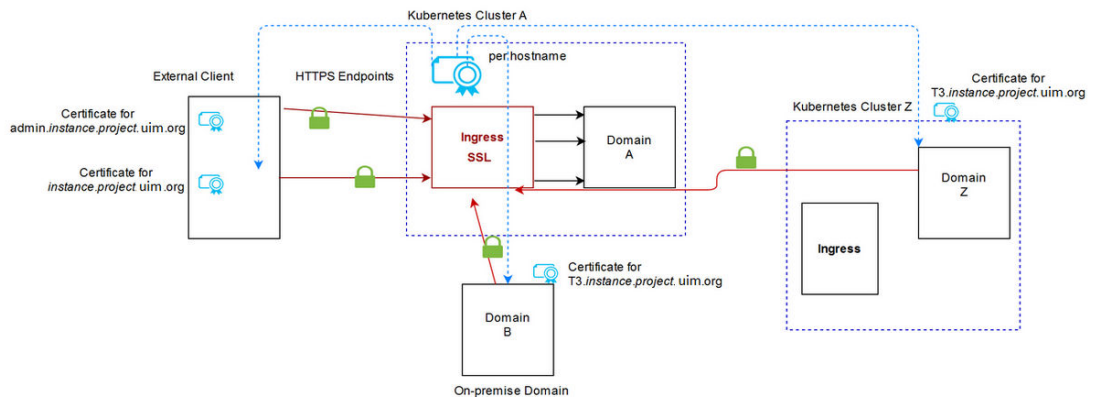 Kubernetes Cluster A
per hostname
External Client
HTTPS Endpoints
Certificate for
admin.instance.project.uim.org
Certificate for
instance.project uim.org
Ingress
SSL
Domain
A
Certificate for
T3.instance.project.uim.org
Kubernetes Cluster Z
Domain
Z
Ingress
Certificate for
T3.instance.project.uim.org
Domain
B
On-premise Domain